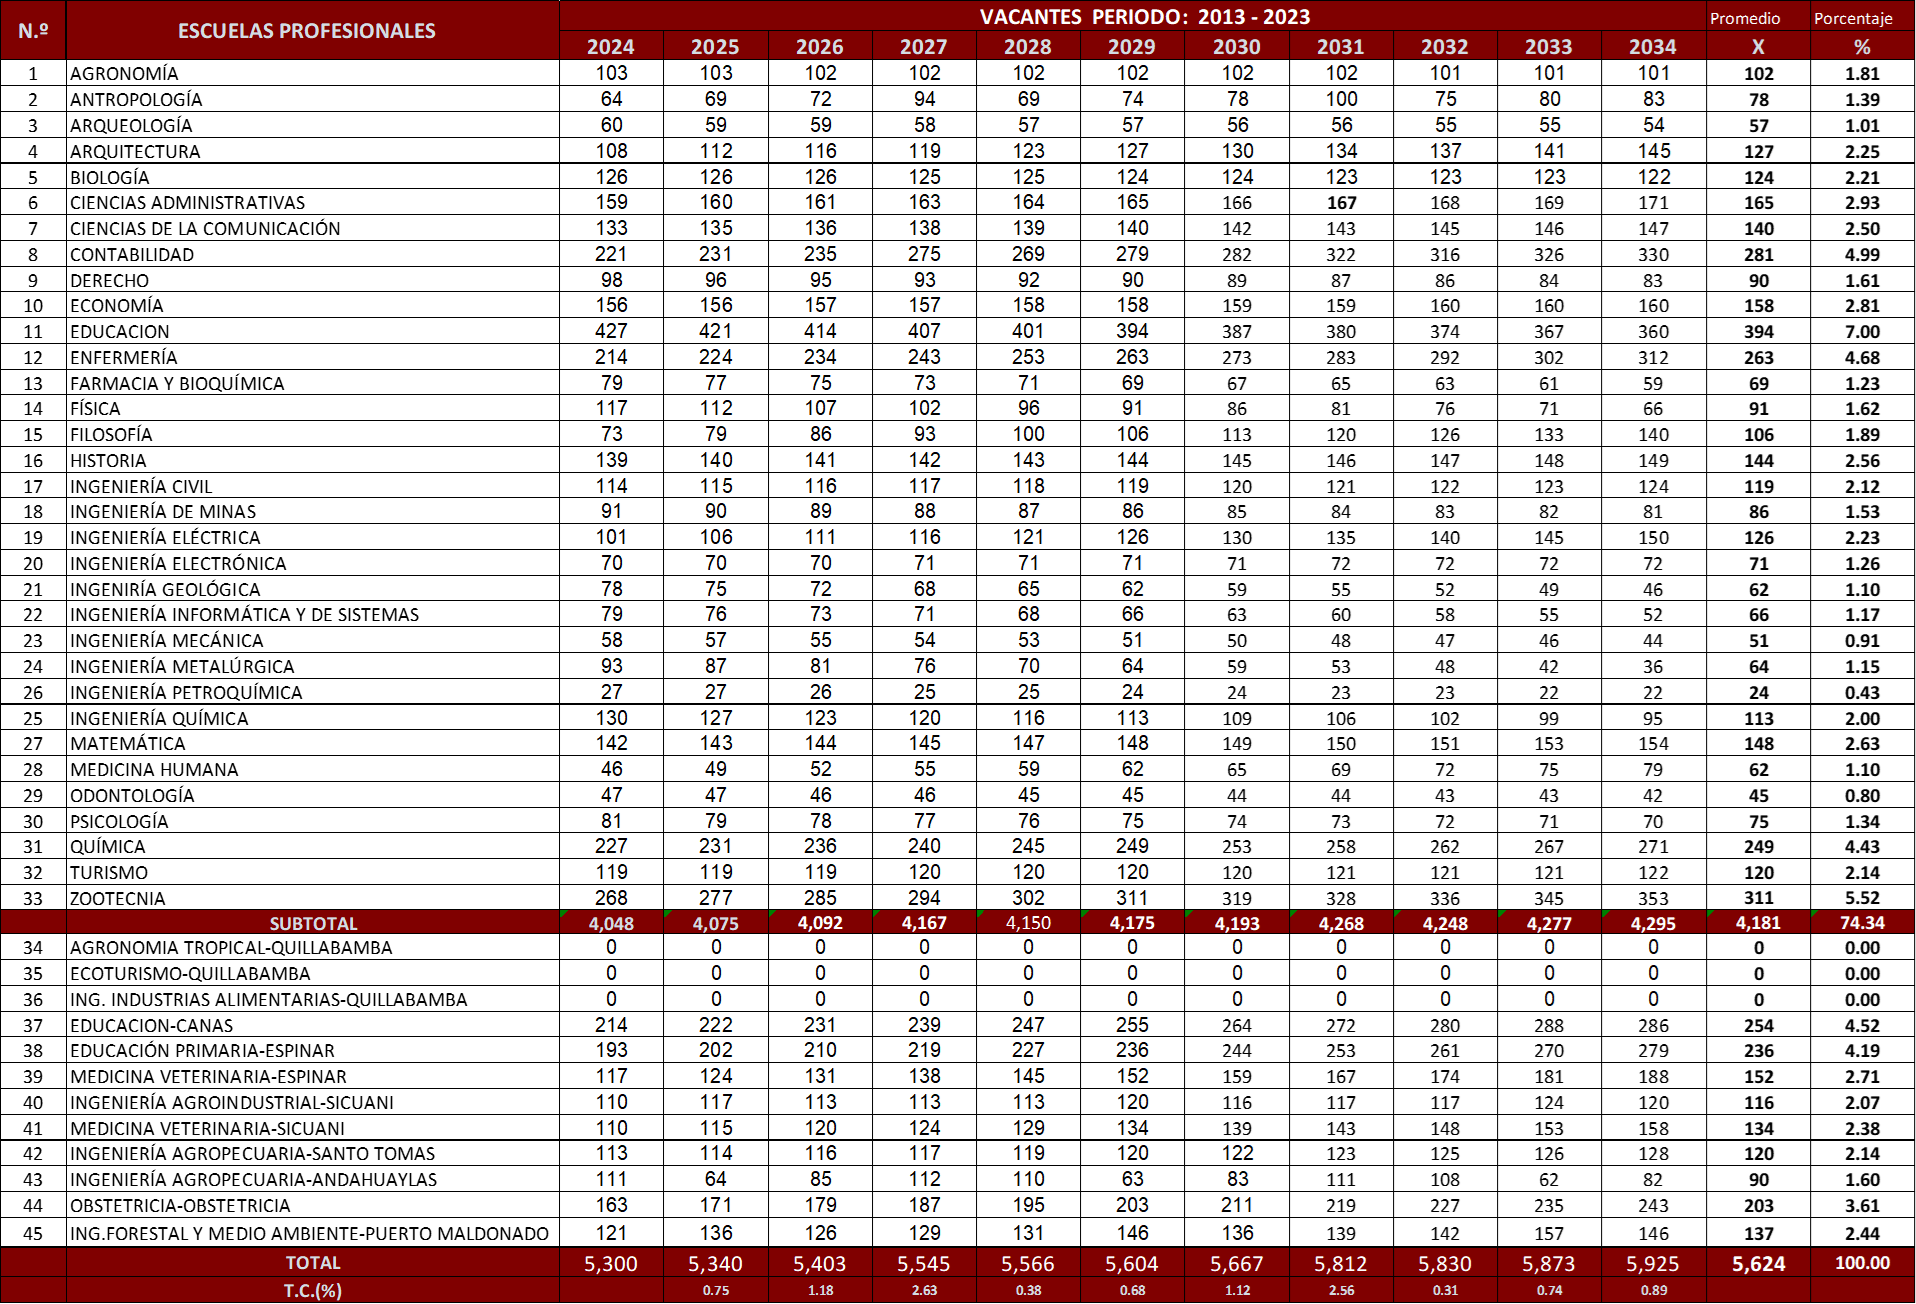 N.º ESCUELAS PROFESIONALES VACANTES PERIODO: 2013 - 2023 Promedio Porcentaje
2024 2025 2026 2027 2028 2029 2030 2031 2032 2033 2034 X %
1 AGRONOMÍA 103 103 102 102 102 102 102 102 101 101 101 102 1.81
2 ANTROPOLOGÍA 64 69 72 94 69 74 78 100 75 80 83 78 1.39
3 ARQUEOLOGÍA 60 59 59 58 57 57 56 56 55 55 54 57 1.01
4 ARQUITECTURA 108 112 116 119 123 127 130 134 137 141 145 127 2.25
5 BIOLOGÍA 126 126 126 125 125 124 124 123 123 123 122 124 2.21
6 CIENCIAS ADMINISTRATIVAS 159 160 161 163 164 165 166 167 168 169 171 165 2.93
7 CIENCIAS DE LA COMUNICACIÓN 133 135 136 138 139 140 142 143 145 146 147 140 2.50
8 CONTABILIDAD 221 231 235 275 269 279 282 322 316 326 330 281 4.99
9 DERECHO 98 96 95 93 92 90 89 87 86 84 83 90 1.61
10 ECONOMÍA 156 156 157 157 158 158 159 159 160 160 160 158 2.81
11 EDUCACION 427 421 414 407 401 394 387 380 374 367 360 394 7.00
12 ENFERMERÍA 214 224 234 243 253 263 273 283 292 302 312 263 4.68
13 FARMACIA Y BIOQUÍMICA 79 77 75 73 71 69 67 65 63 61 59 69 1.23
14 FÍSICA 117 112 107 102 96 91 86 81 76 71 66 91 1.62
15 FILOSOFÍA 73 79 86 93 100 106 113 120 126 133 140 106 1.89
16 HISTORIA 139 140 141 142 143 144 145 146 147 148 149 144 2.56
17 INGENIERÍA CIVIL 114 115 116 117 118 119 120 121 122 123 124 119 2.12
18 INGENIERÍA DE MINAS 91 90 89 88 87 86 85 84 83 82 81 86 1.53
19 INGENIERÍA ELÉCTRICA 101 106 111 116 121 126 130 135 140 145 150 126 2.23
20 INGENIERÍA ELECTRÓNICA 70 70 70 71 71 71 71 72 72 72 72 71 1.26
21 INGENIRÍA GEOLÓGICA 78 75 72 68 65 62 59 55 52 49 46 62 1.10
22 INGENIERÍA INFORMÁTICA Y DE SISTEMAS 79 76 73 71 68 66 63 60 58 55 52 66 1.17
23 INGENIERÍA MECÁNICA 58 57 55 54 53 51 50 48 47 46 44 51 0.91
24 INGENIERÍA METALÚRGICA 93 87 81 76 70 64 59 53 48 42 36 64 1.15
26 INGENIERÍA PETROQUÍMICA 27 27 26 25 25 24 24 23 23 22 22 24 0.43
25 INGENIERÍA QUÍMICA 130 127 123 120 116 113 109 106 102 99 95 113 2.00
27 MATEMÁTICA 142 143 144 145 147 148 149 150 151 153 154 148 2.63
28 MEDICINA HUMANA 46 49 52 55 59 62 65 69 72 75 79 62 1.10
29 ODONTOLOGÍA 47 47 46 46 45 45 44 44 43 43 42 45 0.80
30 PSICOLOGÍA 81 79 78 77 76 75 74 73 72 71 70 75 1.34
31 QUÍMICA 227 231 236 240 245 249 253 258 262 267 271 249 4.43
32 TURISMO 119 119 119 120 120 120 120 121 121 121 122 120 2.14
33 ZOOTECNIA 268 277 285 294 302 311 319 328 336 345 353 311 5.52
SUBTOTAL 4,048 4,075 4,092 4,167 4,150 4,175 4,193 4,268 4,248 4,277 4,295 4,181 74.34
34 AGRONOMIA TROPICAL-QUILLABAMBA 0 0 0 0 0 0 0 0 0 0 0 0 0.00
35 ECOTURISMO-QUILLABAMBA 0 0 0 0 0 0 0 0 0 0 0 0 0.00
36 ING. INDUSTRIAS ALIMENTARIAS-QUILLABAMBA 0 0 0 0 0 0 0 0 0 0 0 0 0.00
37 EDUCACION-CANAS 214 222 231 239 247 255 264 272 280 288 286 254 4.52
38 EDUCACIÓN PRIMARIA-ESPINAR 193 202 210 219 227 236 244 253 261 270 279 236 4.19
39 MEDICINA VETERINARIA-ESPINAR 117 124 131 138 145 152 159 167 174 181 188 152 2.71
40 INGENIERÍA AGROINDUSTRIAL-SICUANI 110 117 113 113 113 120 116 117 117 124 120 116 2.07
41 MEDICINA VETERINARIA-SICUANI 110 115 120 124 129 134 139 143 148 153 158 134 2.38
42 INGENIERÍA AGROPECUARIA-SANTO TOMAS 113 114 116 117 119 120 122 123 125 126 128 120 2.14
43 INGENIERÍA AGROPECUARIA-ANDAHUAYLAS 111 64 85 112 110 63 83 111 108 62 82 90 1.60
44 OBSTETRICIA-OBSTETRICIA 163 171 179 187 195 203 211 219 227 235 243 203 3.61
45 ING.FORESTAL Y MEDIO AMBIENTE-PUERTO MALDONADO 121 136 126 129 131 146 136 139 142 157 146 137 2.44
TOTAL 5,300 5,340 5,403 5,545 5,566 5,604 5,667 5,812 5,830 5,873 5,925 5,624 100.00
T.C.(%) 0.75 1.18 2.63 0.38 0.68 1.12 2.56 0.31 0.74 0.89